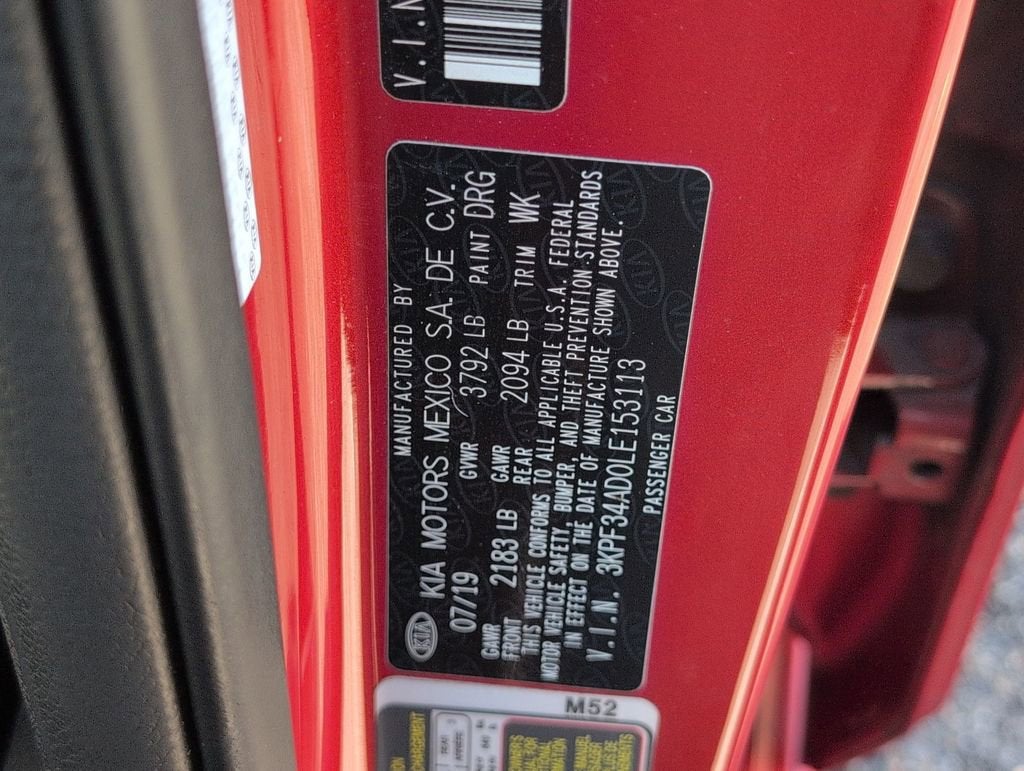 V.I.N
KIA
MANUFACTURED BY
KIA MOTORS MEXICO S.A. DE C.V.
07/19 GVWR 3792 LB PAINT DRG
GAWR FRONT 2183 LB GAWR REAR 2094 LB TRIM WK
THIS VEHICLE CONFORMS TO ALL APPLICABLE U.S.A. FEDERAL
MOTOR VEHICLE SAFETY, BUMPER, AND THEFT PREVENTION STANDARDS
IN EFFECT ON THE DATE OF MANUFACTURE SHOWN ABOVE.
V.I.N. 3KPF34AD0LE153113
PASSENGER CAR
M52